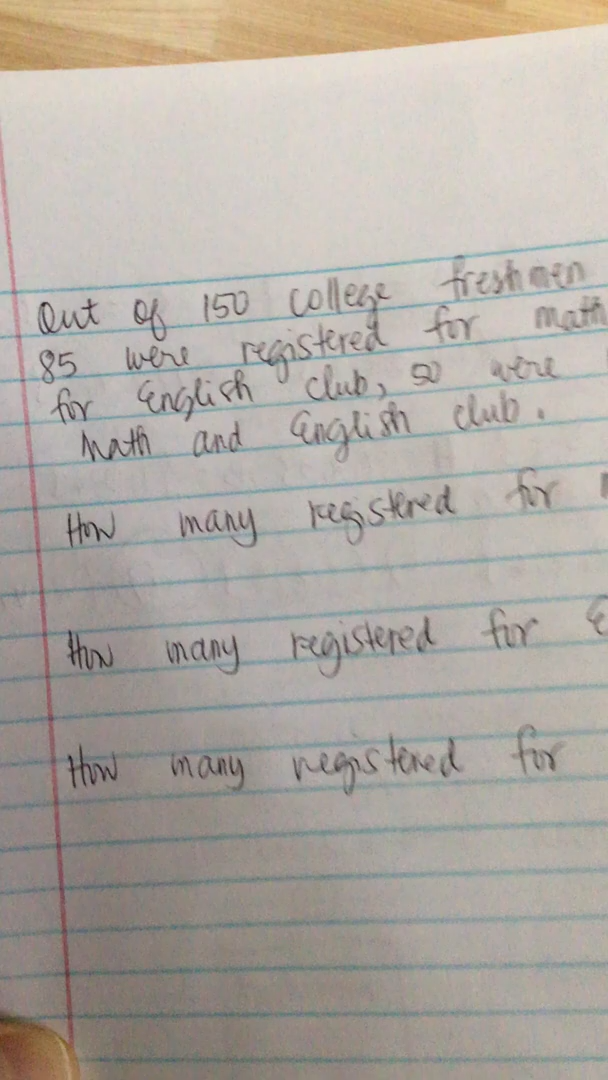 Out of 150 college freshmen
85 were registered for math
for English club, 50 were
math and English club.
How many registered for
How many registered for
How many registered for